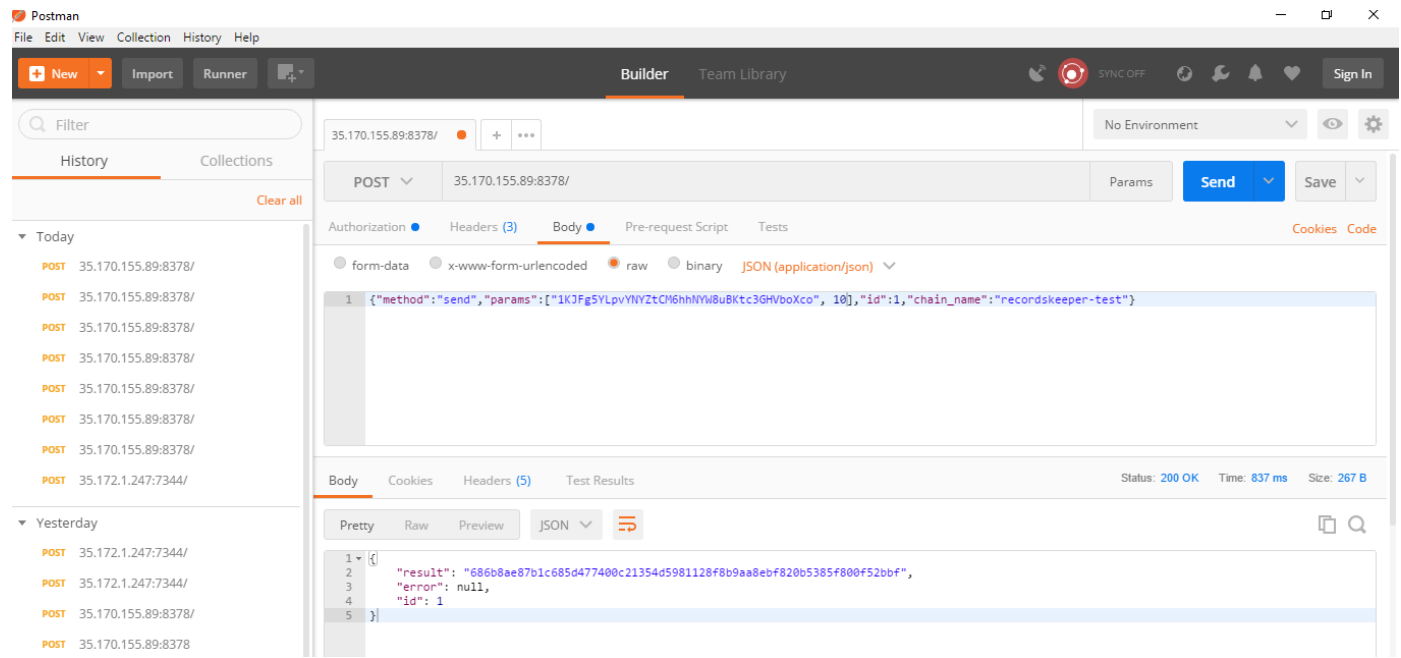 Postman
File Edit View Collection History Help
New Import Runner Builder Team Library SYNC OFF Sign In
Filter
History Collections
Clear all
Today
POST 35.170.155.89:8378/
POST 35.170.155.89:8378/
POST 35.170.155.89:8378/
POST 35.170.155.89:8378/
POST 35.170.155.89:8378/
POST 35.170.155.89:8378/
POST 35.170.155.89:8378/
POST 35.172.1.247:7344/
Yesterday
POST 35.172.1.247:7344/
POST 35.172.1.247:7344/
POST 35.170.155.89:8378/
POST 35.170.155.89:8378
35.170.155.89:8378/ + ••• No Environment
POST 35.170.155.89:8378/ Params Send Save
Authorization Headers (3) Body Pre-request Script Tests Cookies Code
form-data x-www-form-urlencoded raw binary JSON (application/json)
1 {"method":"send","params":["1KJFg5YLpvYNYZtCM6hhNYW8uBKtc3GHVboXco", 10],"id":1,"chain_name":"recordskeeper-test"}
Body Cookies Headers (5) Test Results Status: 200 OK Time: 837 ms Size: 267 B
Pretty Raw Preview JSON
1 {
2 "result": "686b8ae87b1c685d477400c21354d5981128f8b9aa8ebf820b5385f800f52bbf",
3 "error": null,
4 "id": 1
5 }